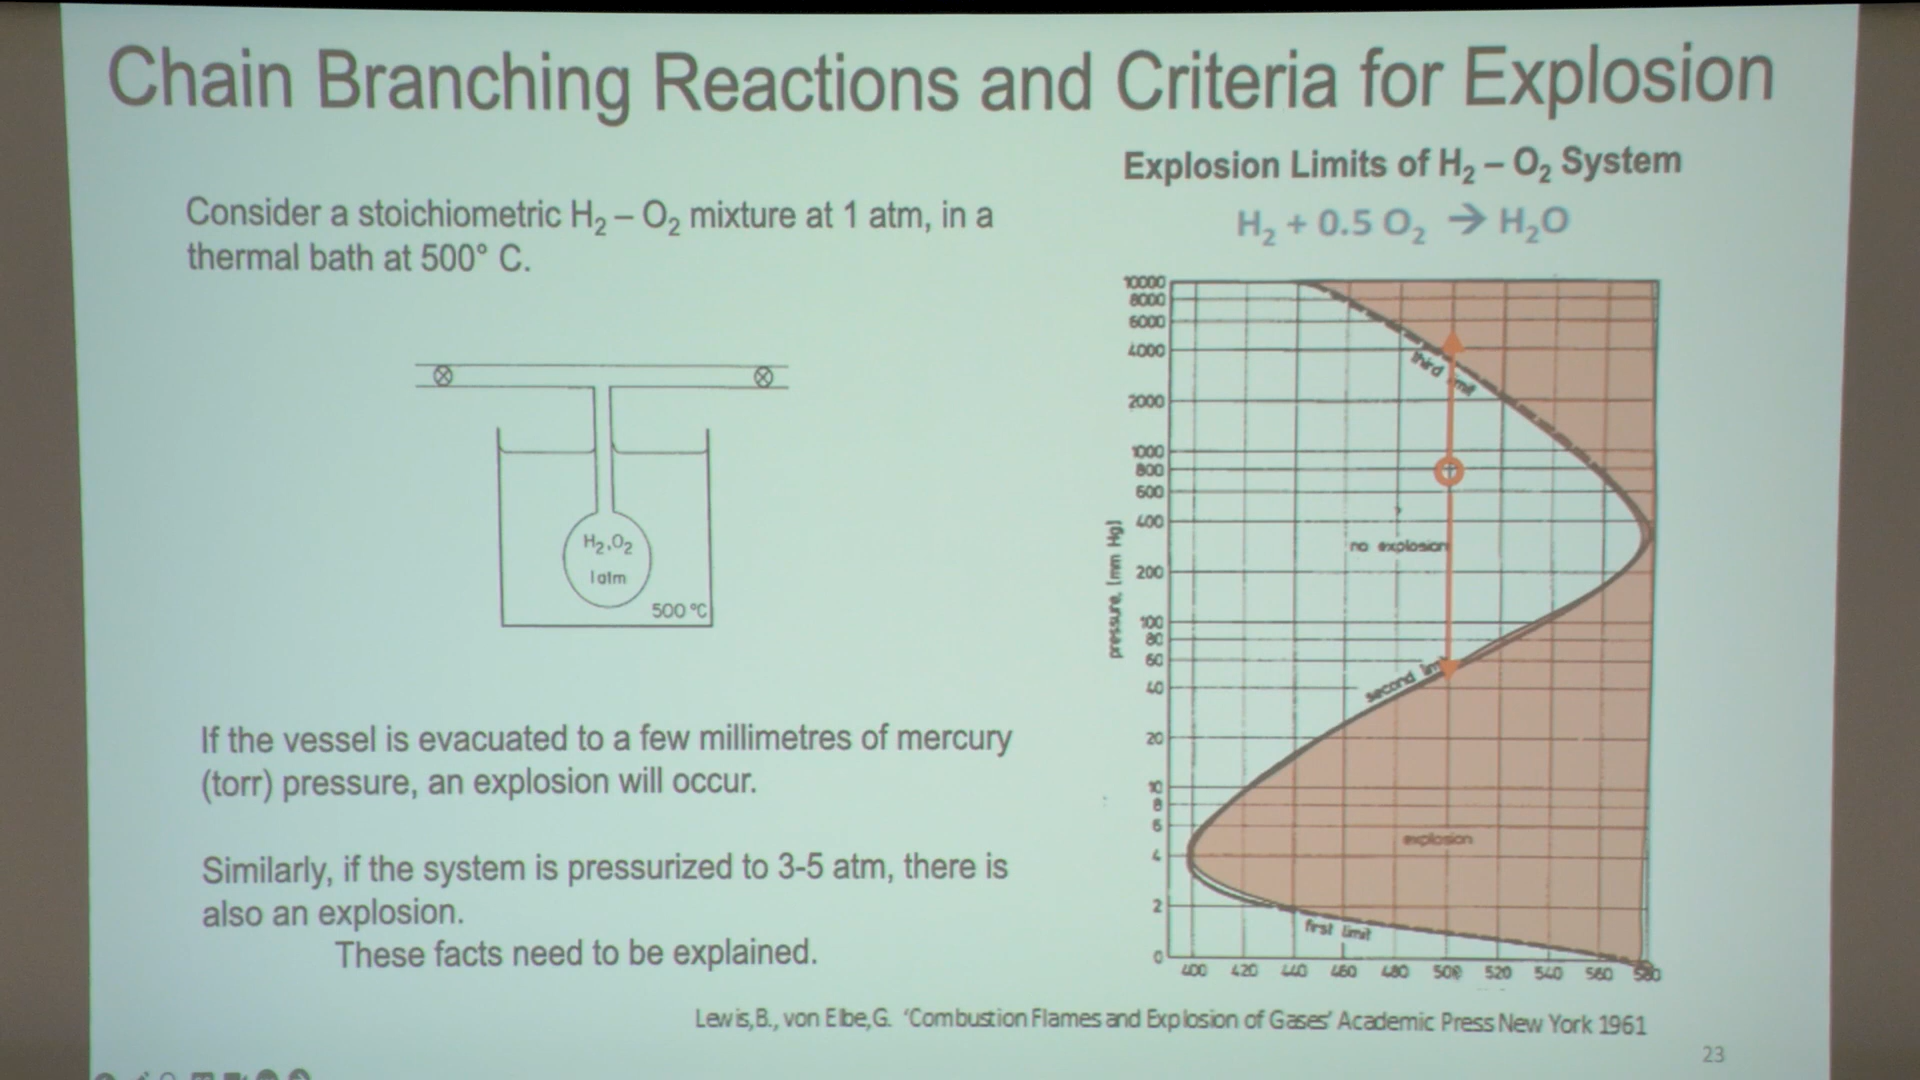 Chain Branching Reactions and Criteria for Explosion
Explosion Limits of H₂ – O₂ System
H₂ + 0.5 O₂ → H₂O
Consider a stoichiometric H₂ – O₂ mixture at 1 atm, in a
thermal bath at 500° C.
H₂,O₂
1atm
500 °C
If the vessel is evacuated to a few millimetres of mercury
(torr) pressure, an explosion will occur.
Similarly, if the system is pressurized to 3-5 atm, there is
also an explosion.
These facts need to be explained.
pressure, (mm Hg)
10000
8000
6000
4000
2000
1000
800
600
400
200
100
80
60
40
20
10
8
6
4
2
0
third limit
no explosion
second limit
explosion
first limit
400 420 440 460 480 500 520 540 560 580
Lewis,B., von Elbe,G. 'Combustion Flames and Explosion of Gases' Academic Press New York 1961
23